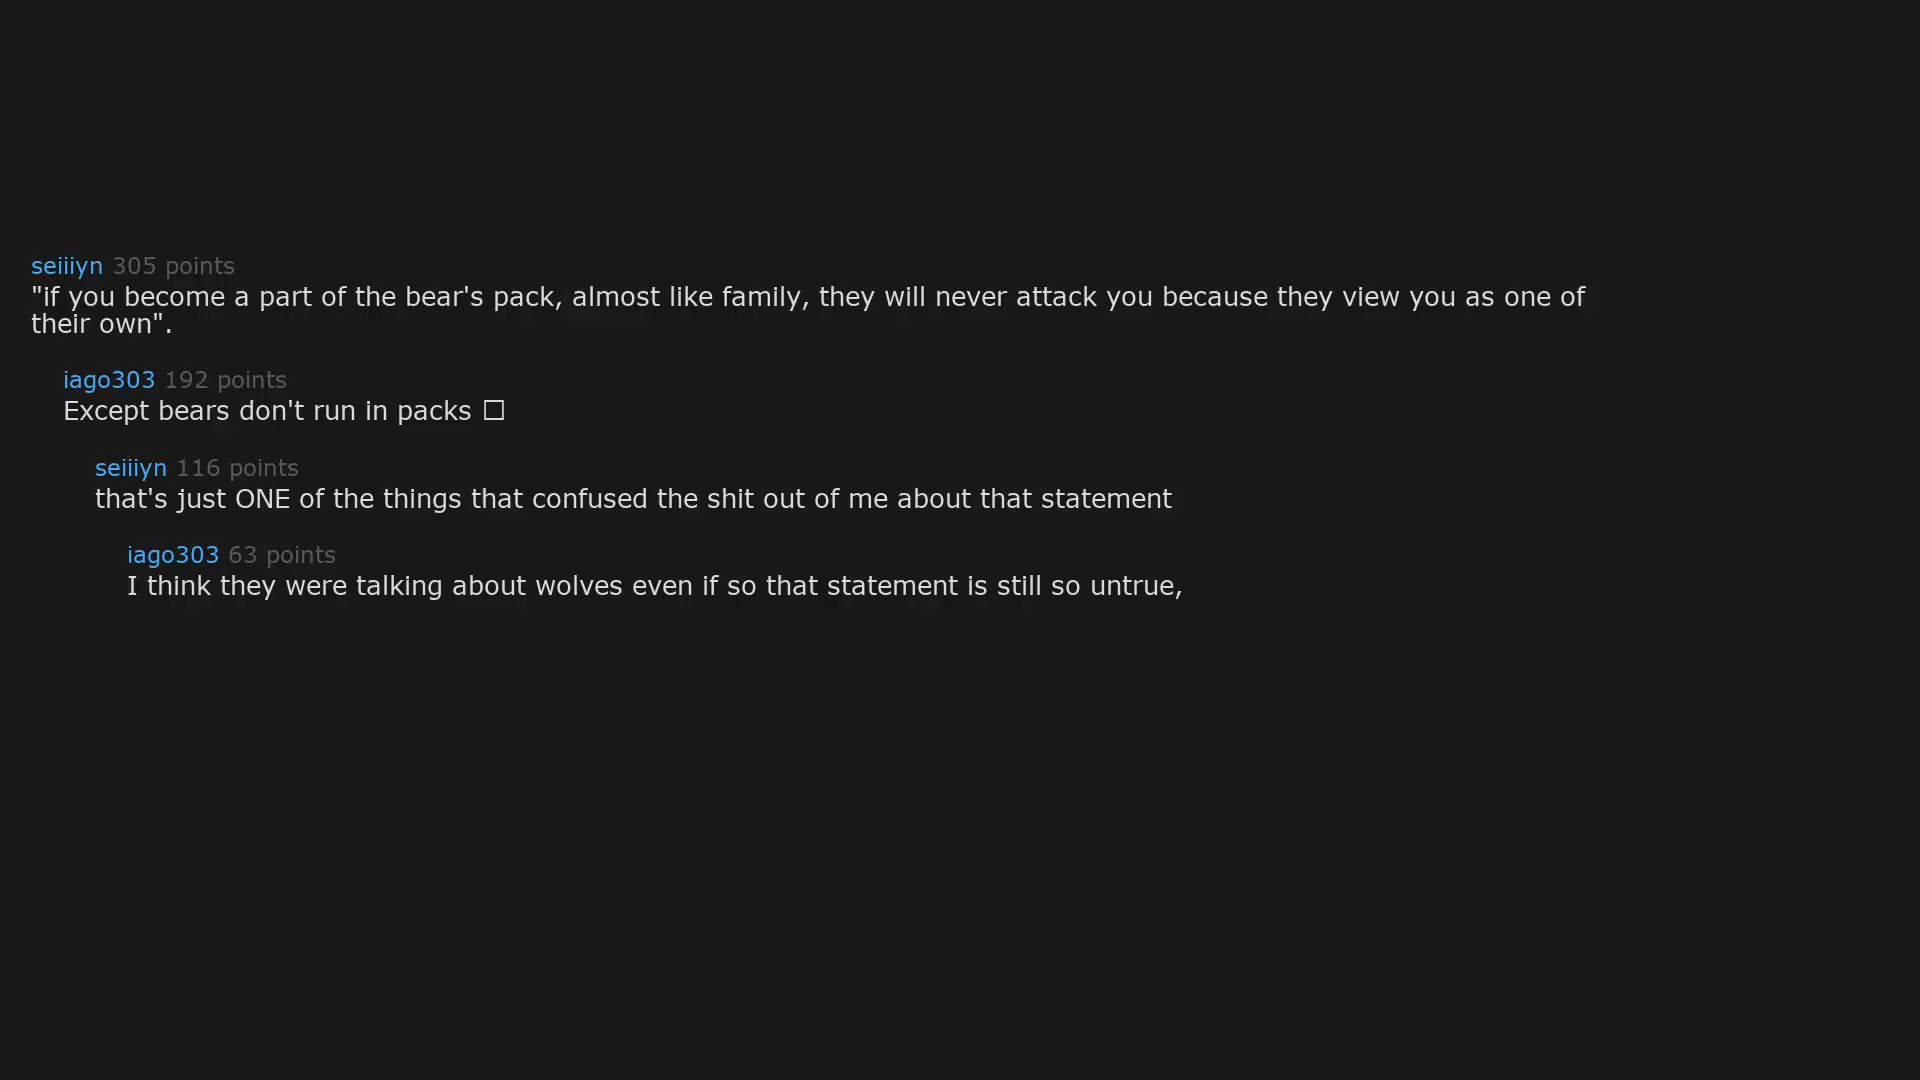 seiiiyn 305 points
"if you become a part of the bear's pack, almost like family, they will never attack you because they view you as one of
their own".
iago303 192 points
Except bears don't run in packs □
seiiiyn 116 points
that's just ONE of the things that confused the shit out of me about that statement
iago303 63 points
I think they were talking about wolves even if so that statement is still so untrue,